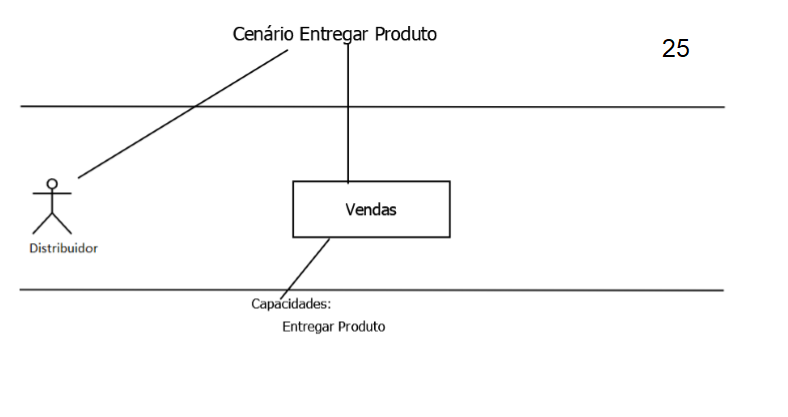 Cenário Entregar Produto
25
Vendas
Distribuidor
Capacidades:
Entregar Produto